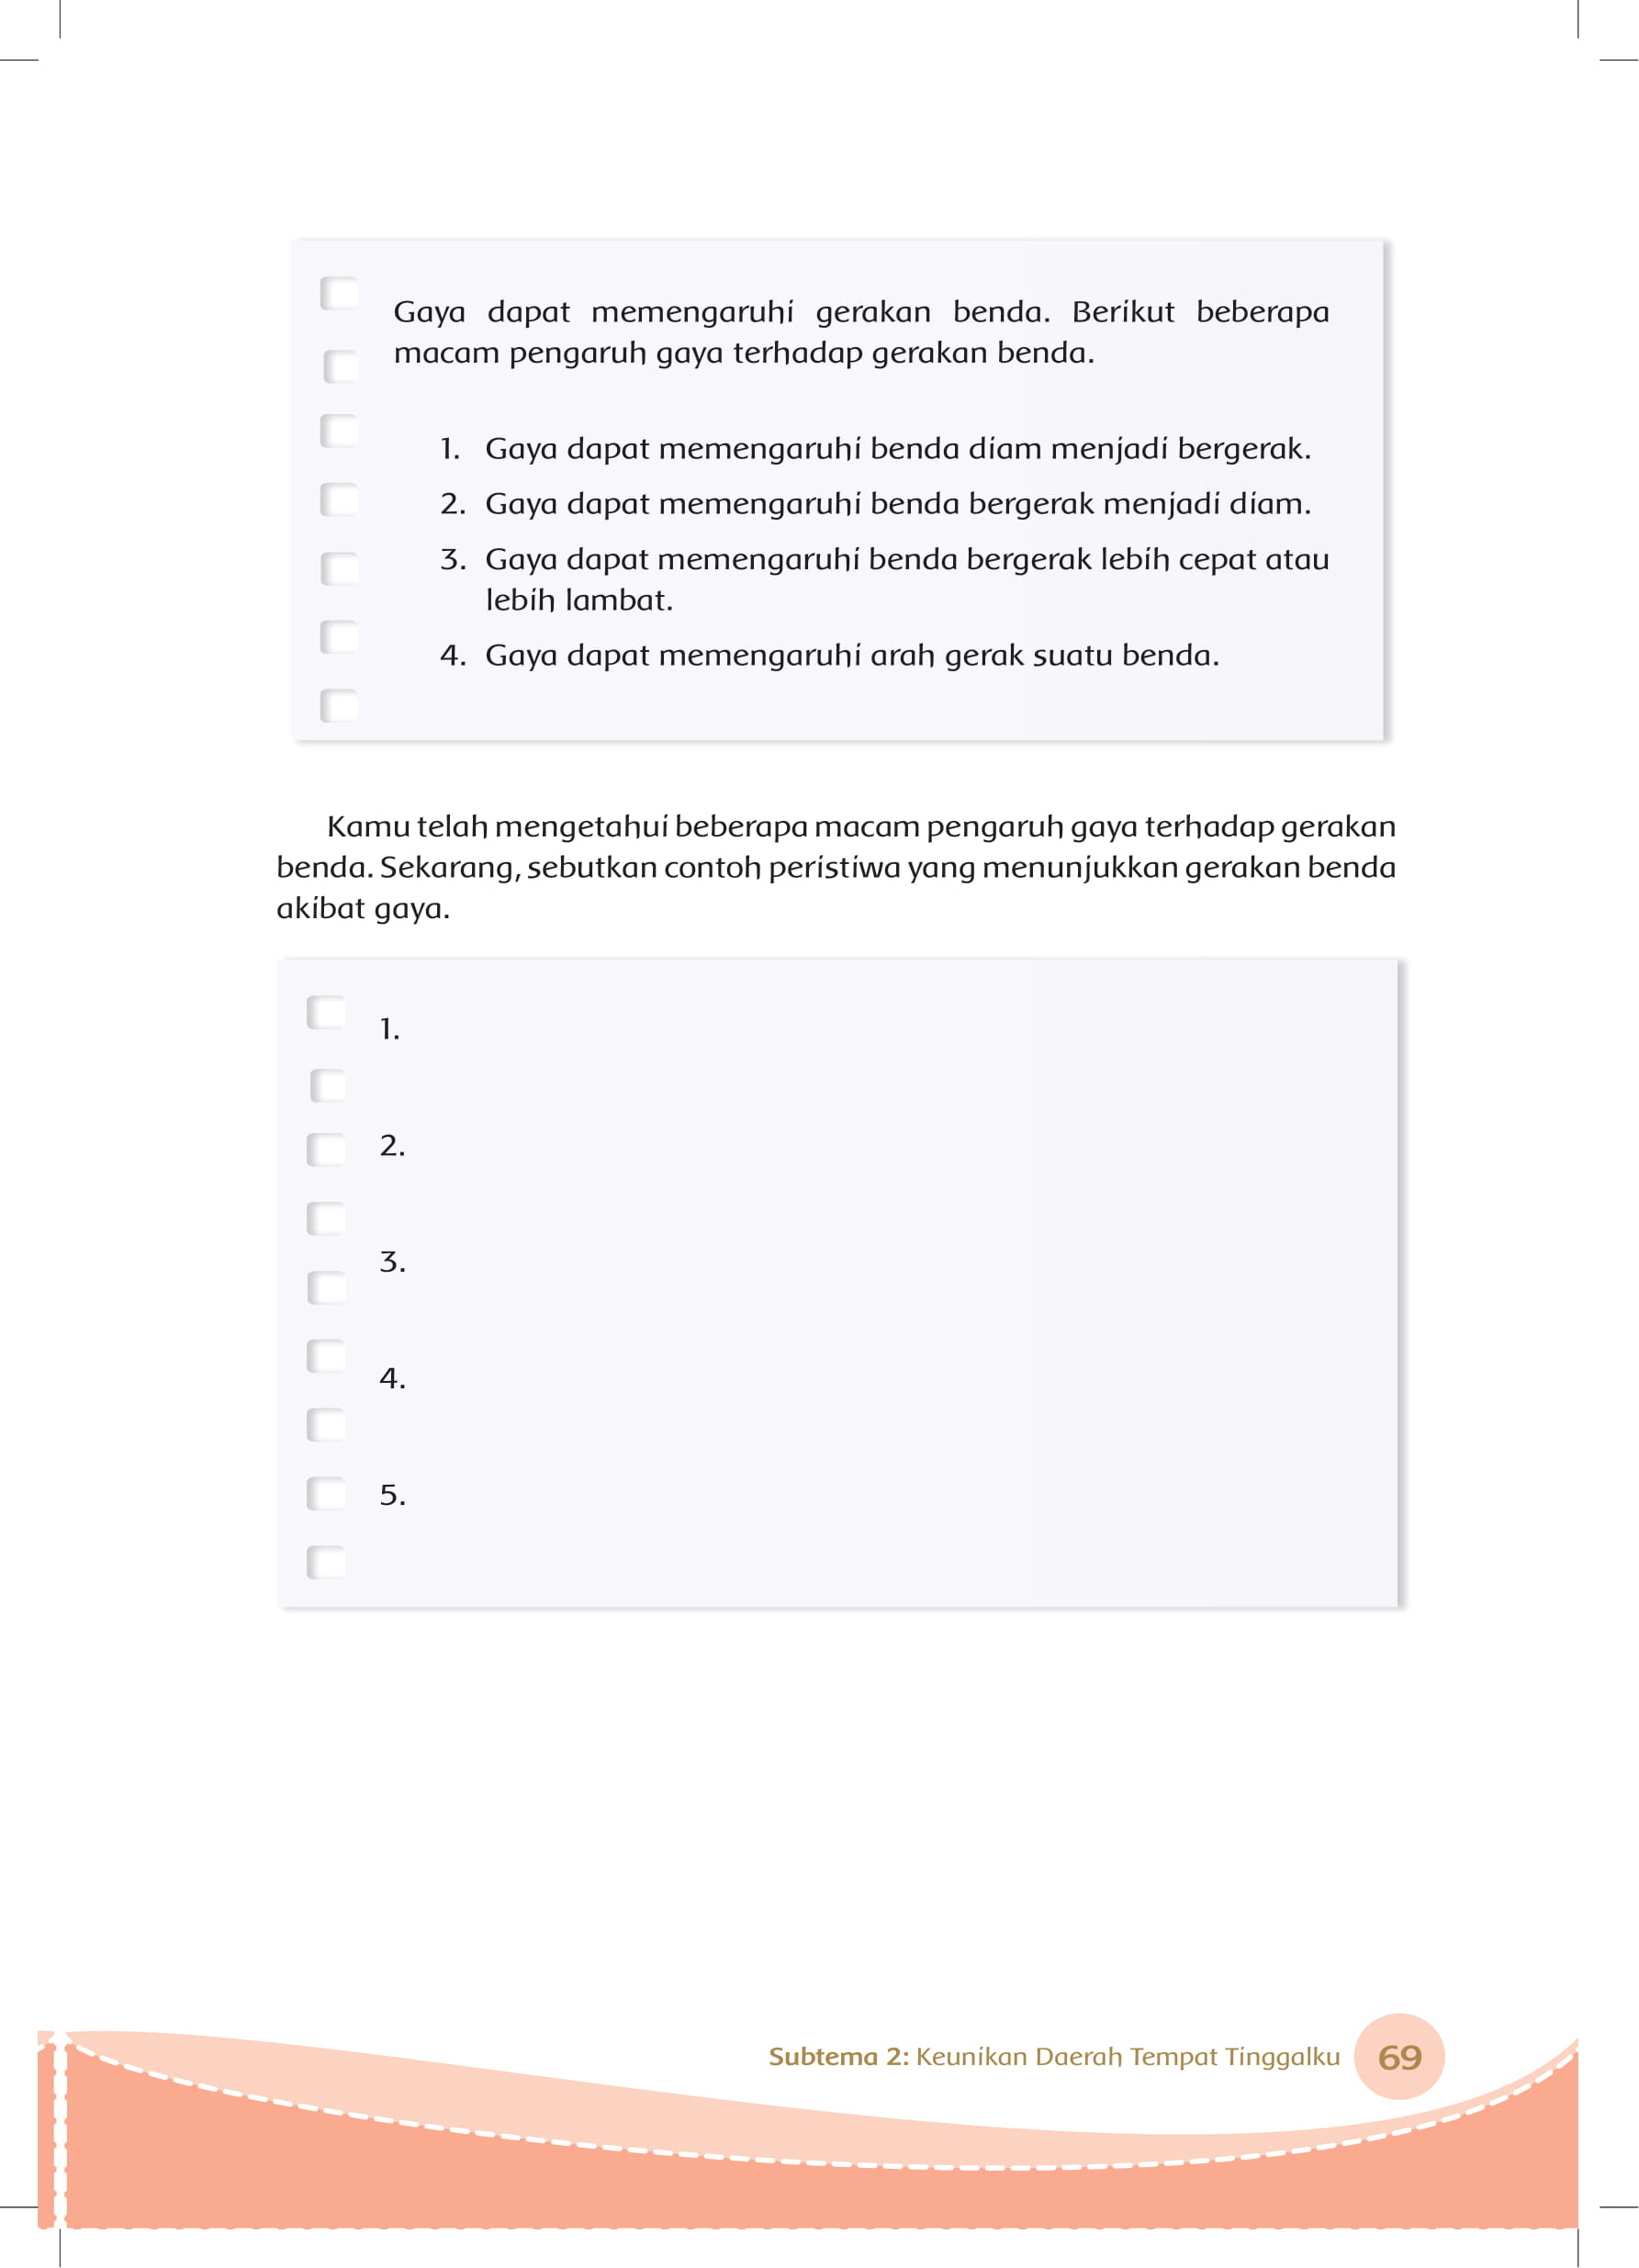 Gaya dapat memengaruhi gerakan benda. Berikut beberapa
macam pengaruh gaya terhadap gerakan benda.
1. Gaya dapat memengaruhi benda diam menjadi bergerak.
2. Gaya dapat memengaruhi benda bergerak menjadi diam.
3. Gaya dapat memengaruhi benda bergerak lebih cepat atau
lebih lambat.
4. Gaya dapat memengaruhi arah gerak suatu benda.
Kamu telah mengetahui beberapa macam pengaruh gaya terhadap gerakan
benda. Sekarang, sebutkan contoh peristiwa yang menunjukkan gerakan benda
akibat gaya.
1.
2.
3.
4.
5.
Subtema 2: Keunikan Daerah Tempat Tinggalku 69